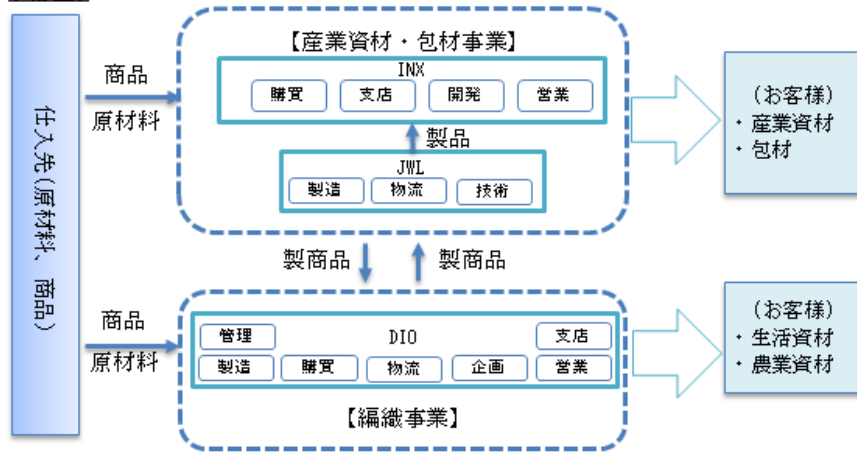 仕入先(原材料、商品)
商品
原材料
【産業資材・包材事業】
INX
購買
支店
開発
営業
製品
JWL
製造
物流
技術
(お客様)
・産業資材
・包材
製商品
製商品
商品
原材料
管理
DIO
支店
製造
購買
物流
企画
営業
【編織事業】
(お客様)
・生活資材
・農業資材